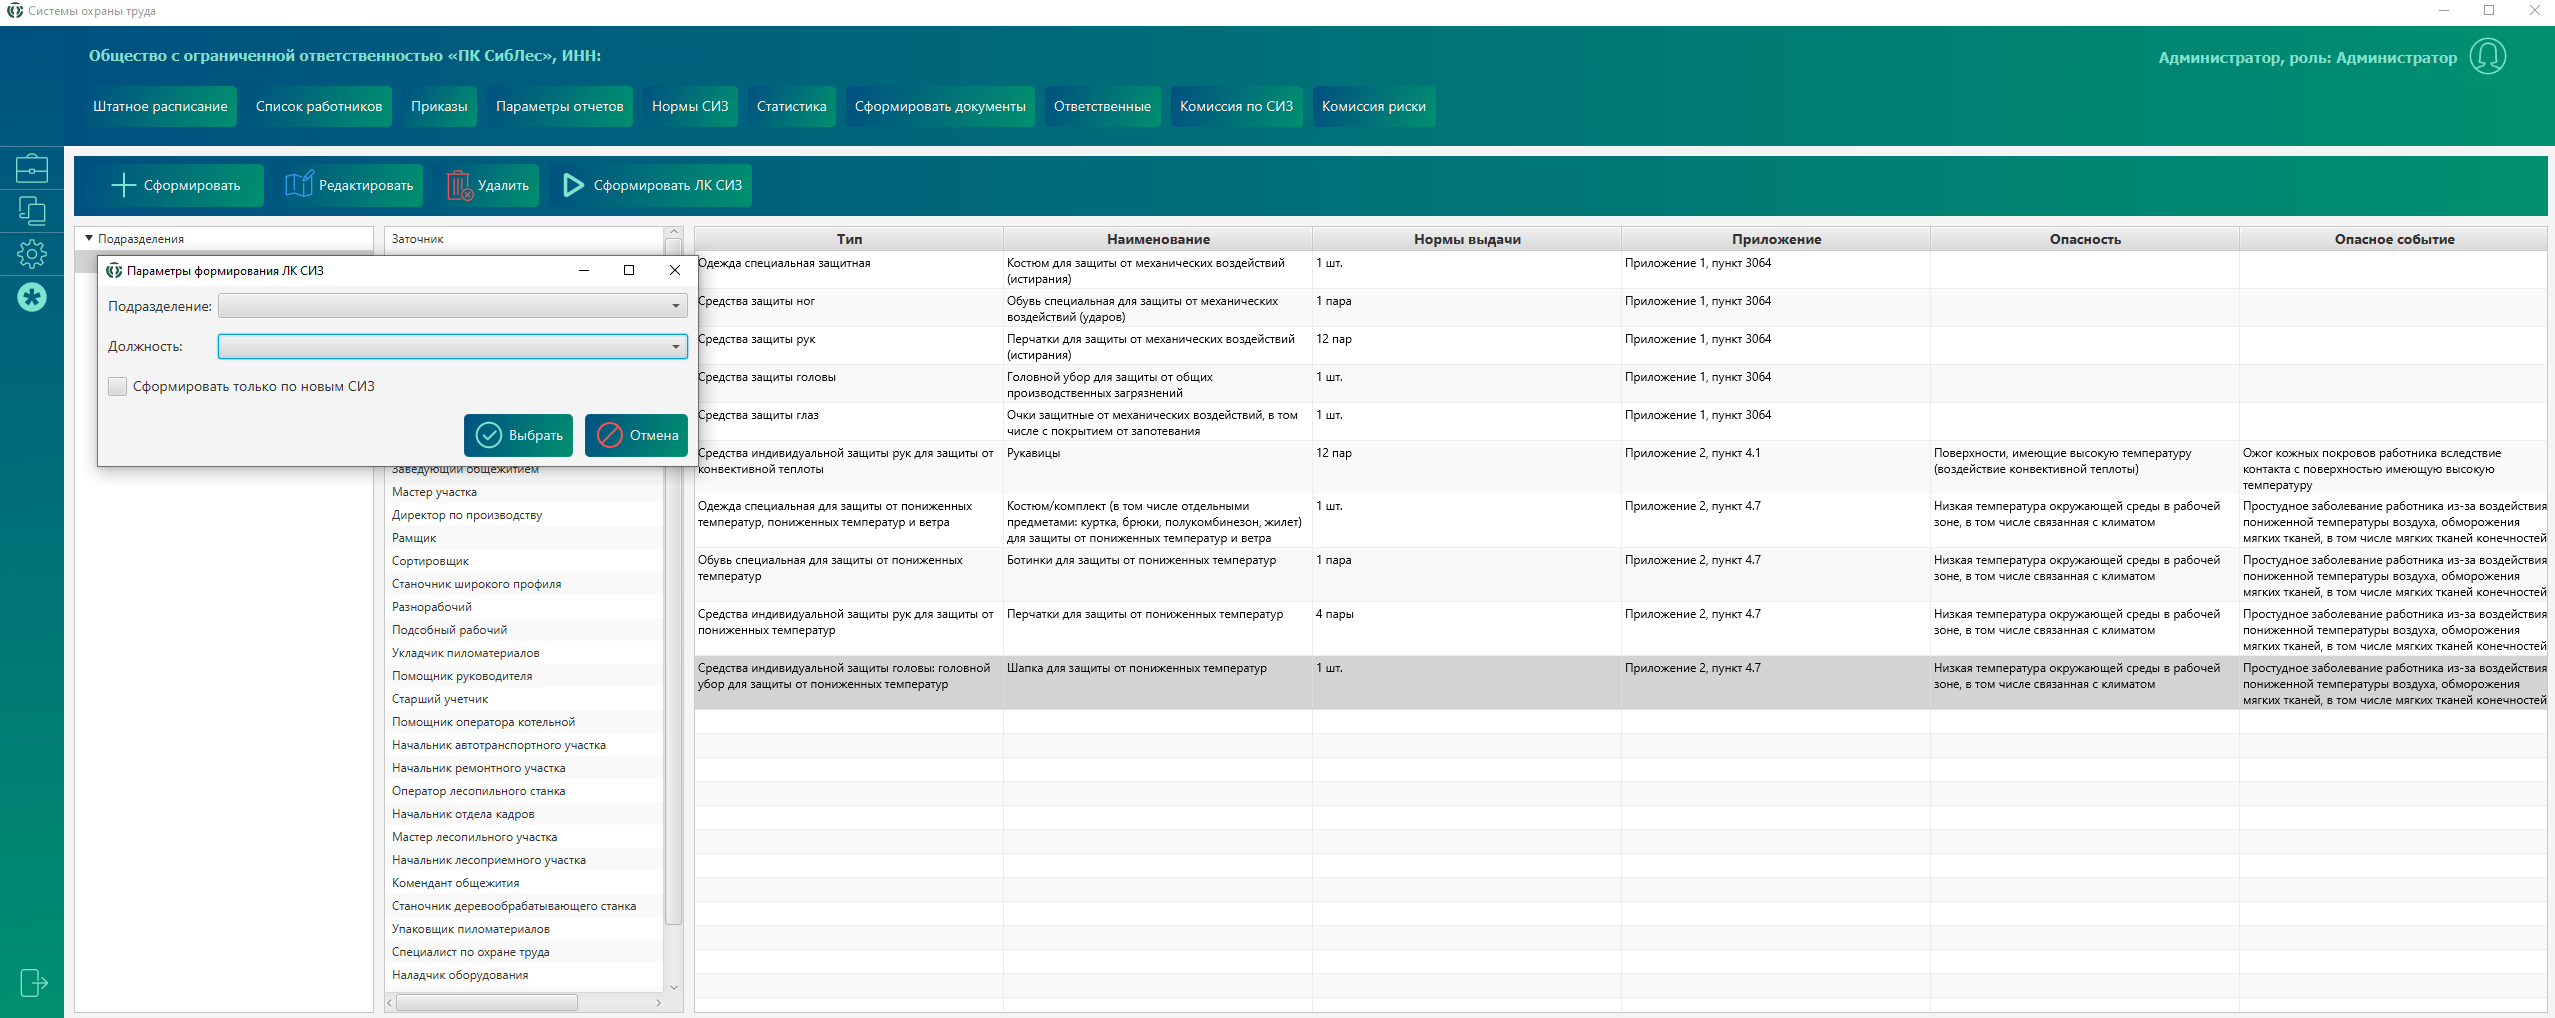 Системы охраны труда
Общество с ограниченной ответственностью «ПК СибЛес», ИНН:
Администратор, роль: Администратор
Штатное расписание
Список работников
Приказы
Параметры отчетов
Нормы СИЗ
Статистика
Сформировать документы
Ответственные
Комиссия по СИЗ
Комиссия риски
Сформировать
Редактировать
Удалить
Сформировать ЛК СИЗ
Подразделения
Параметры формирования ЛК СИЗ
Подразделение:
Должность:
Сформировать только по новым СИЗ
Выбрать
Отмена
Заточник
Заведующий общежитием
Мастер участка
Директор по производству
Рамщик
Сортировщик
Станочник широкого профиля
Разнорабочий
Подсобный рабочий
Укладчик пиломатериалов
Помощник руководителя
Старший учетчик
Помощник оператора котельной
Начальник автотранспортного участка
Начальник ремонтного участка
Оператор лесопильного станка
Начальник отдела кадров
Мастер лесопильного участка
Начальник лесоприемного участка
Комендант общежития
Станочник деревообрабатывающего станка
Упаковщик пиломатериалов
Специалист по охране труда
Наладчик оборудования
Тип
Наименование
Нормы выдачи
Приложение
Опасность
Опасное событие
Одежда специальная защитная
Костюм для защиты от механических воздействий
(истирания)
1 шт.
Приложение 1, пункт 3064
Средства защиты ног
Обувь специальная для защиты от механических
воздействий (ударов)
1 пара
Приложение 1, пункт 3064
Средства защиты рук
Перчатки для защиты от механических воздействий
(истирания)
12 пар
Приложение 1, пункт 3064
Средства защиты головы
Головной убор для защиты от общих
производственных загрязнений
1 шт.
Приложение 1, пункт 3064
Средства защиты глаз
Очки защитные от механических воздействий, в том
числе с покрытием от запотевания
1 шт.
Приложение 1, пункт 3064
Средства индивидуальной защиты рук для защиты от
конвективной теплоты
Рукавицы
12 пар
Приложение 2, пункт 4.1
Поверхности, имеющие высокую температуру
(воздействие конвективной теплоты)
Ожог кожных покровов работника вследствие
контакта с поверхностью имеющую высокую
температуру
Одежда специальная для защиты от пониженных
температур, пониженных температур и ветра
Костюм/комплект (в том числе отдельными
предметами: куртка, брюки, полукомбинезон, жилет)
для защиты от пониженных температур и ветра
1 шт.
Приложение 2, пункт 4.7
Низкая температура окружающей среды в рабочей
зоне, в том числе связанная с климатом
Простудное заболевание работника из-за воздействия
пониженной температуры воздуха, обморожения
мягких тканей, в том числе мягких тканей конечностей
Обувь специальная для защиты от пониженных
температур
Ботинки для защиты от пониженных температур
1 пара
Приложение 2, пункт 4.7
Низкая температура окружающей среды в рабочей
зоне, в том числе связанная с климатом
Простудное заболевание работника из-за воздействия
пониженной температуры воздуха, обморожения
мягких тканей, в том числе мягких тканей конечностей
Средства индивидуальной защиты рук для защиты от
пониженных температур
Перчатки для защиты от пониженных температур
4 пары
Приложение 2, пункт 4.7
Низкая температура окружающей среды в рабочей
зоне, в том числе связанная с климатом
Простудное заболевание работника из-за воздействия
пониженной температуры воздуха, обморожения
мягких тканей, в том числе мягких тканей конечностей
Средства индивидуальной защиты головы: головной
убор для защиты от пониженных температур
Шапка для защиты от пониженных температур
1 шт.
Приложение 2, пункт 4.7
Низкая температура окружающей среды в рабочей
зоне, в том числе связанная с климатом
Простудное заболевание работника из-за воздействия
пониженной температуры воздуха, обморожения
мягких тканей, в том числе мягких тканей конечностей